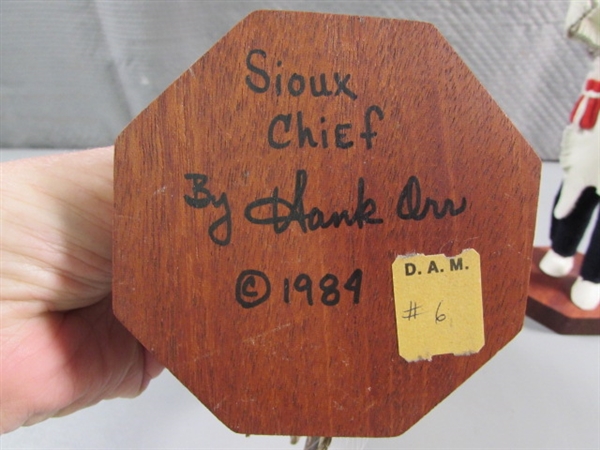 Sioux
Chief
By Hank Orr
© 1984
D. A. M.
# 6